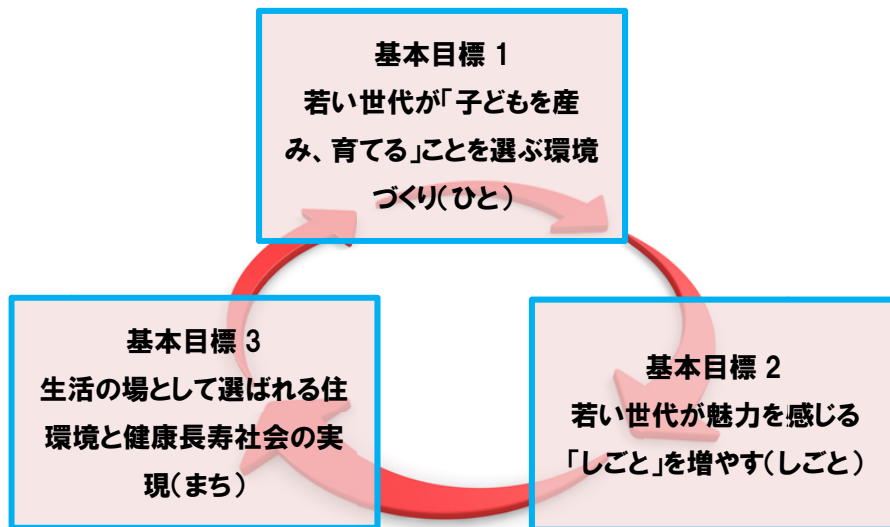 基本目標 1
若い世代が「子どもを産
み、育てる」ことを選ぶ環境
づくり(ひと)
基本目標 3
生活の場として選ばれる住
環境と健康長寿社会の実
現(まち)
基本目標 2
若い世代が魅力を感じる
「しごと」を増やす(しごと)